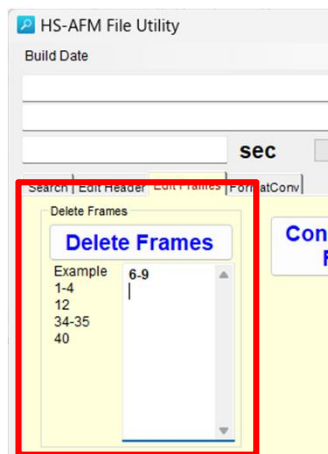 HS-AFM File Utility
Build Date
sec
Search Edit Header Edit Frames FormatConv
Delete Frames
Delete Frames
Example
1-4
12
34-35
40
6-9